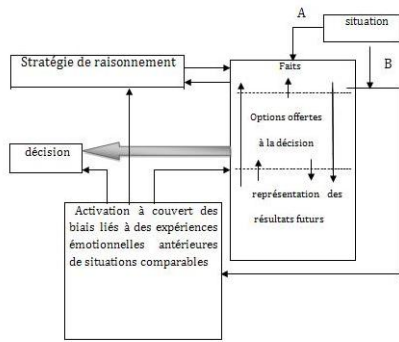 A
situation
B
Stratégie de raisonnement
Faits
Options offertes
à la décision
décision
représentation des
résultats futurs
Activation à couvert des
biais liés à des expériences
émotionnelles antérieures
de situations comparables